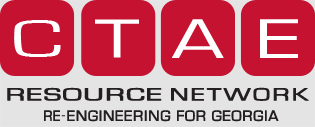 CTAE
RESOURCE NETWORK
RE-ENGINEERING FOR GEORGIA